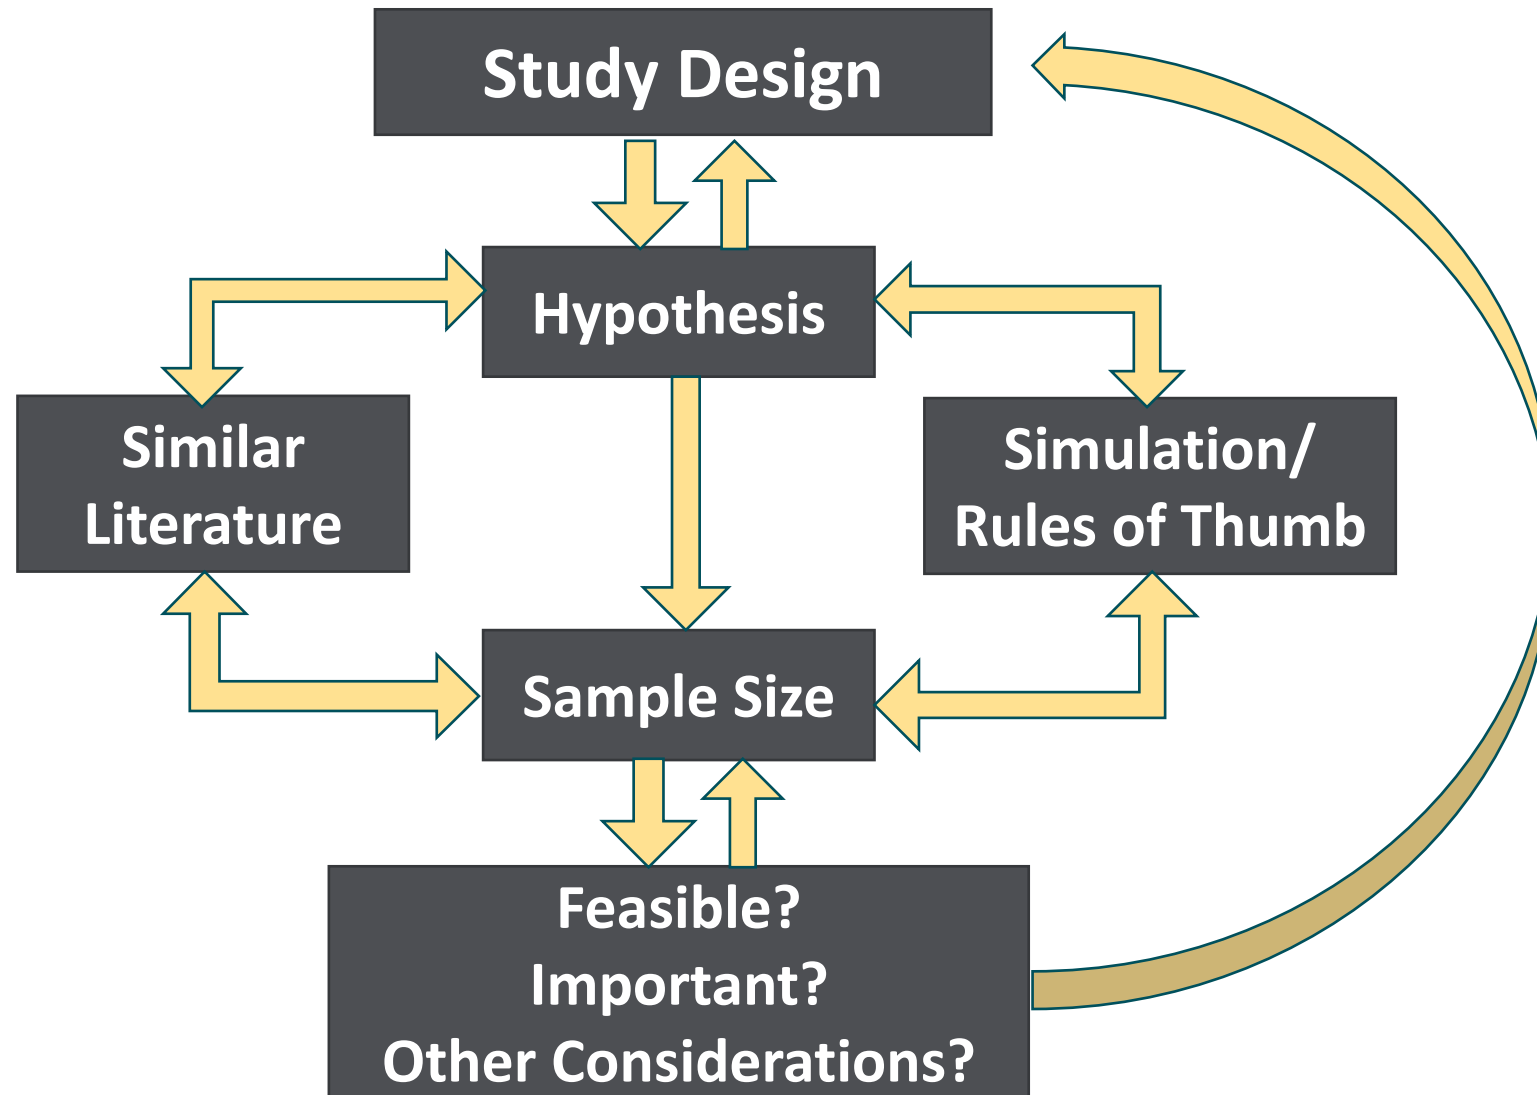 Study Design
Hypothesis
Similar
Literature
Simulation/
Rules of Thumb
Sample Size
Feasible?
Important?
Other Considerations?